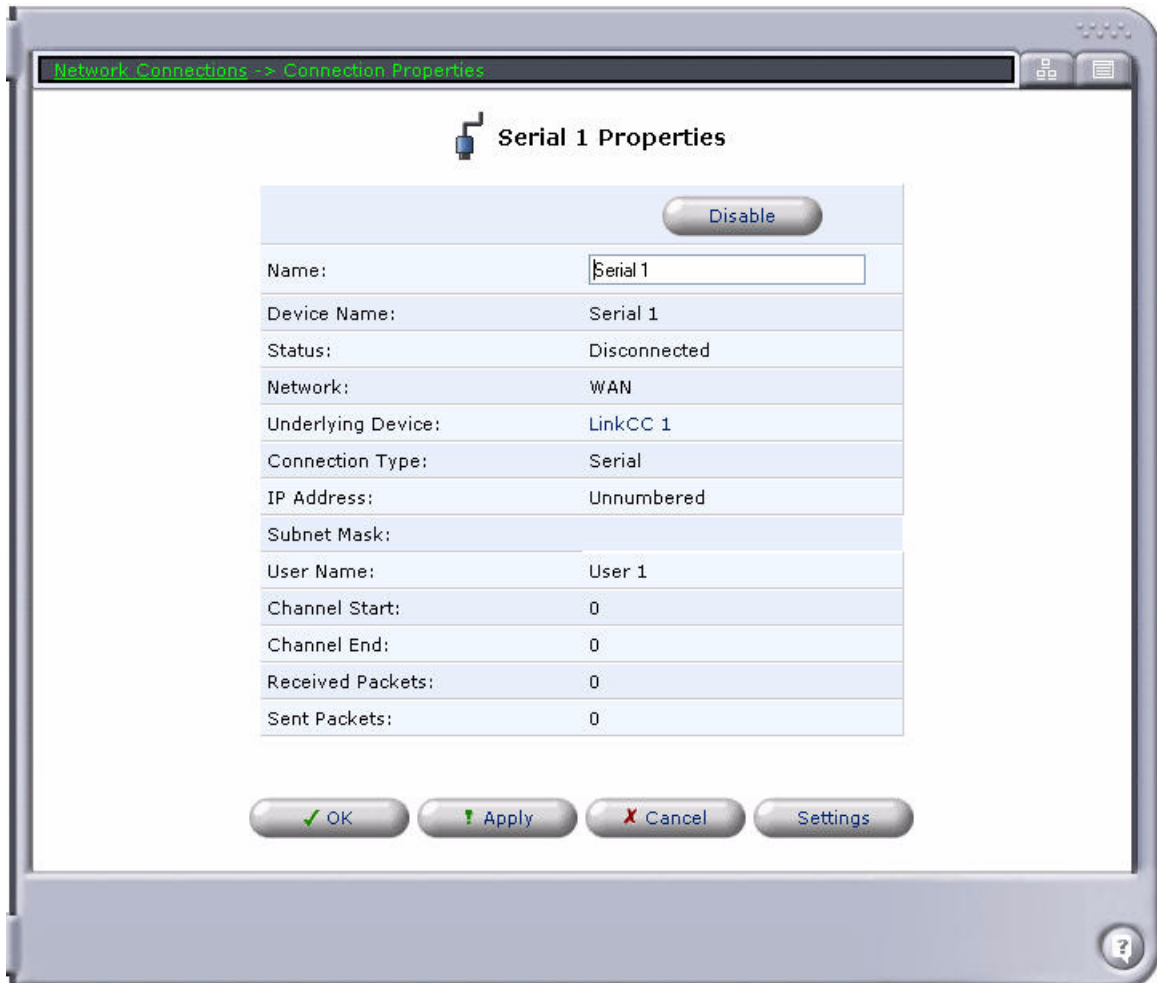 Network Connections -> Connection Properties
Serial 1 Properties
Disable
Name: Serial 1
Device Name: Serial 1
Status: Disconnected
Network: WAN
Underlying Device: LinkCC 1
Connection Type: Serial
IP Address: Unnumbered
Subnet Mask:
User Name: User 1
Channel Start: 0
Channel End: 0
Received Packets: 0
Sent Packets: 0
OK Apply Cancel Settings
?